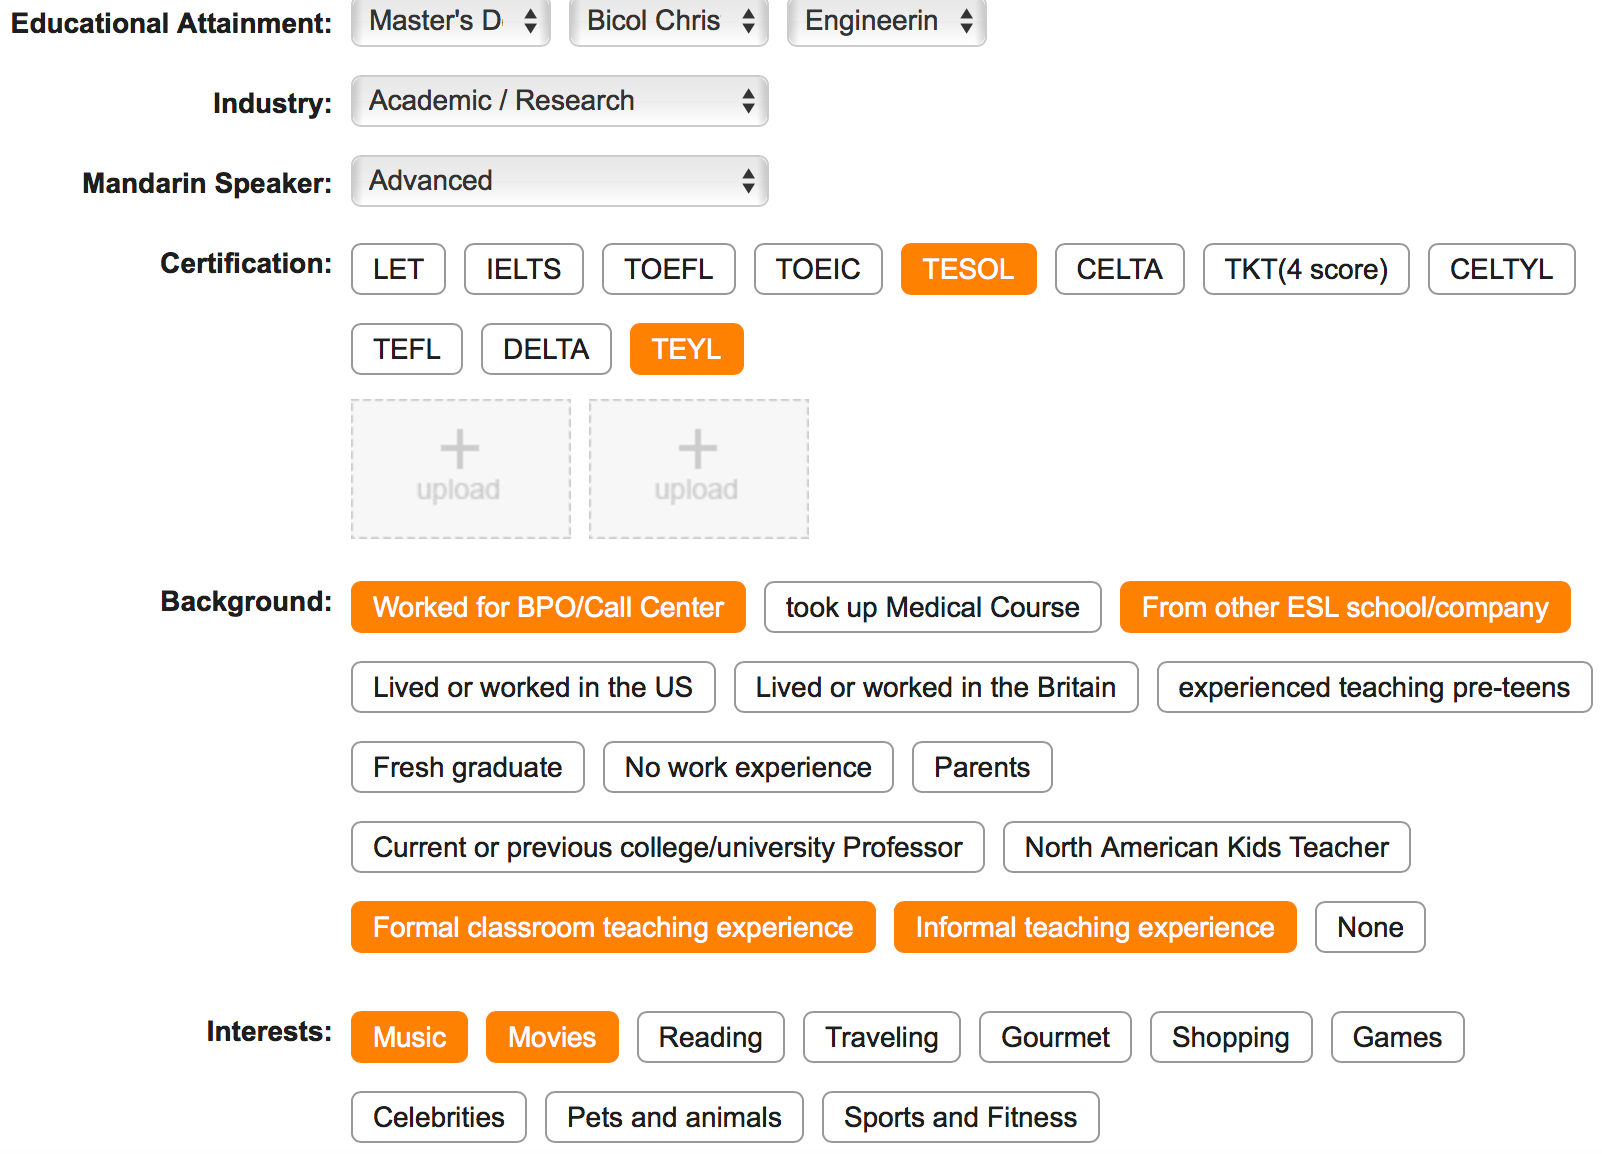 Educational Attainment: Master's D Bicol Chris Engineerin
Industry: Academic / Research
Mandarin Speaker: Advanced
Certification: LET IELTS TOEFL TOEIC TESOL CELTA TKT(4 score) CELTYL
TEFL DELTA TEYL
upload upload
Background: Worked for BPO/Call Center took up Medical Course From other ESL school/company
Lived or worked in the US Lived or worked in the Britain experienced teaching pre-teens
Fresh graduate No work experience Parents
Current or previous college/university Professor North American Kids Teacher
Formal classroom teaching experience Informal teaching experience None
Interests: Music Movies Reading Traveling Gourmet Shopping Games
Celebrities Pets and animals Sports and Fitness